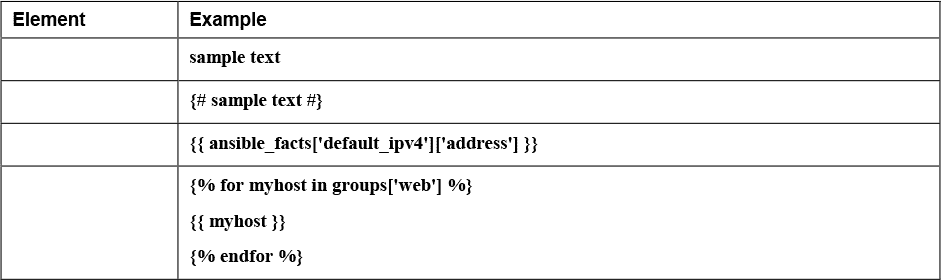 Element Example
sample text
{# sample text #}
{{ ansible_facts['default_ipv4']['address'] }}
{% for myhost in groups['web'] %}
{{ myhost }}
{% endfor %}